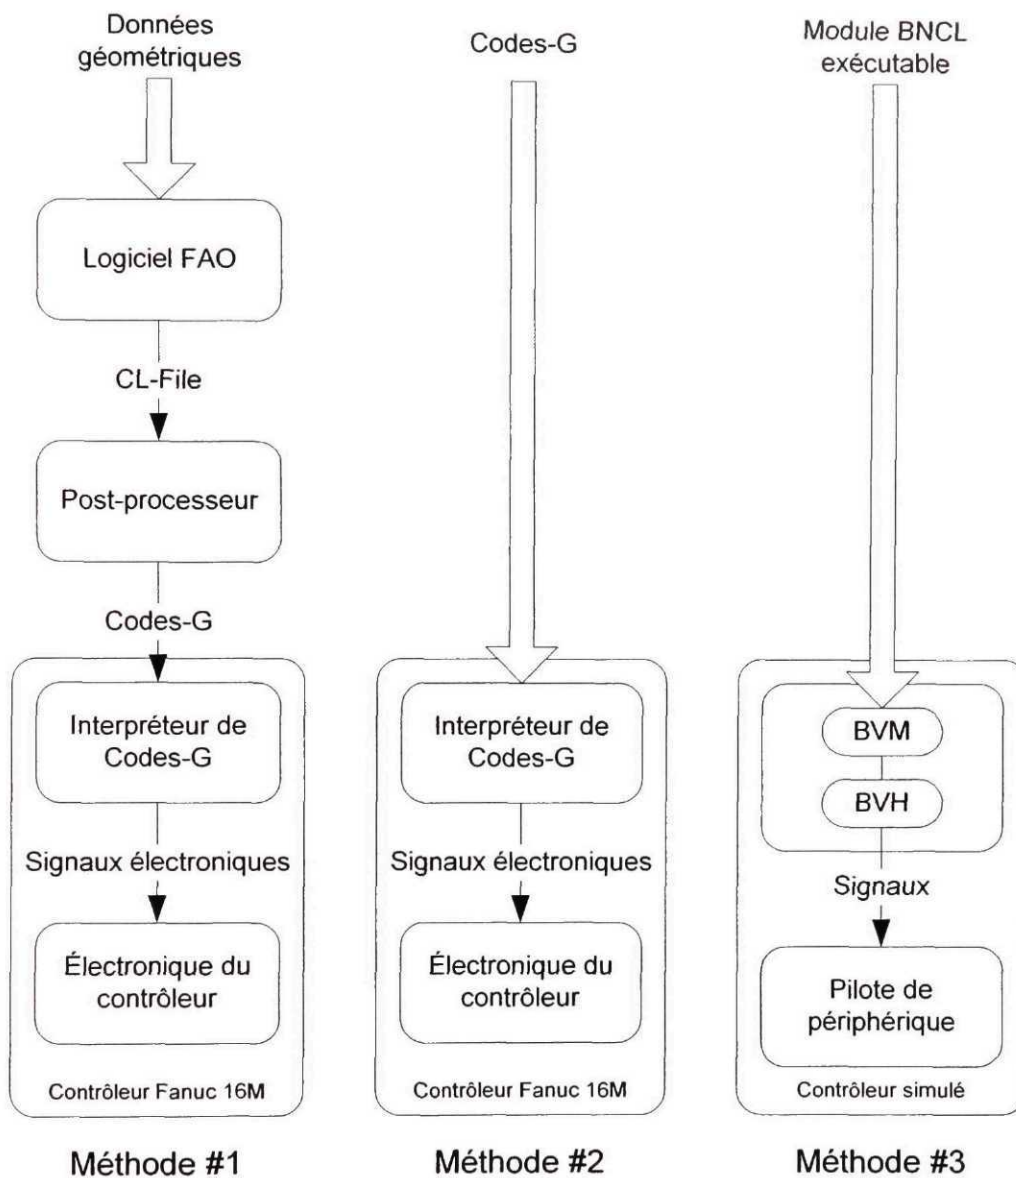 Données
géométriques
Logiciel FAO
CL-File
Post-processeur
Codes-G
Interpréteur de
Codes-G
Signaux électroniques
Électronique du
contrôleur
Contrôleur Fanuc 16M
Méthode #1
Codes-G
Interpréteur de
Codes-G
Signaux électroniques
Électronique du
contrôleur
Contrôleur Fanuc 16M
Méthode #2
Module BNCL
exécutable
BVM
BVH
Signaux
Pilote de
périphérique
Contrôleur simulé
Méthode #3